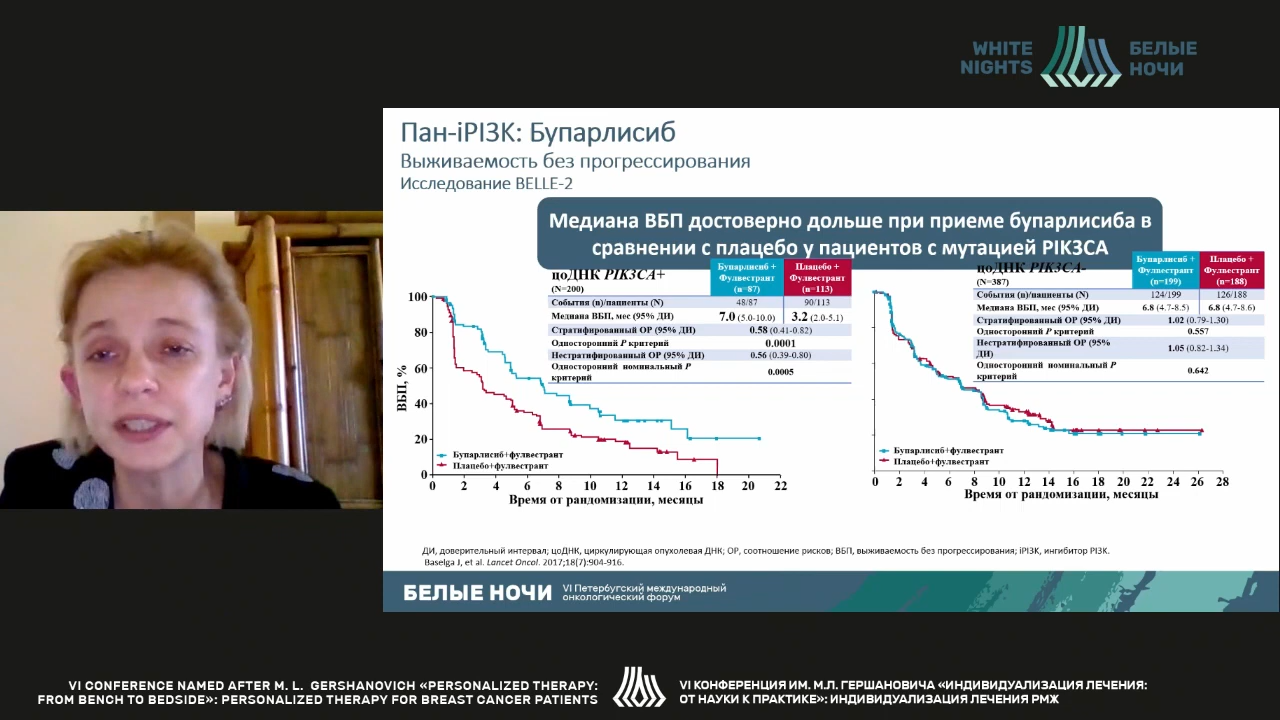 WHITE
NIGHTS
БЕЛЫЕ
НОЧИ
Пан-iPI3K: Бупарлисиб
Выживаемость без прогрессирования
Исследование BELLE-2
Медиана ВБП достоверно дольше при приеме бупарлисиба в
сравнении с плацебо у пациентов с мутацией PIK3CA
цоДНК PIK3CA+
(N=200)
Бупарлисиб +
Фулвестрант
(n=87)
Плацебо +
Фулвестрант
(n=113)
События (n)/пациенты (N) 48/87 90/113
Медиана ВБП, мес (95% ДИ) 7.0 (5.0-10.0) 3.2 (2.0-5.1)
Стратифированный ОР (95% ДИ) 0.58 (0.41-0.82)
Односторонний P критерий 0.0001
Нестратифированный ОР (95% ДИ) 0.56 (0.39-0.80)
Односторонний номинальный P
критерий 0.0005
ВБП, %
100
80
60
40
20
0
Бупарлисиб+фулвестрант
Плацебо+фулвестрант
0 2 4 6 8 10 12 14 16 18 20 22
Время от рандомизации, месяцы
цоДНК PIK3CA-
(N=387)
Бупарлисиб +
Фулвестрант
(n=199)
Плацебо +
Фулвестрант
(n=188)
События (n)/пациенты (N) 124/199 126/188
Медиана ВБП, мес (95% ДИ) 6.8 (4.7-8.5) 6.8 (4.7-8.6)
Стратифированный ОР (95% ДИ) 1.02 (0.79-1.30)
Односторонний P критерий 0.557
Нестратифированный ОР (95%
ДИ) 1.05 (0.82-1.34)
Односторонний номинальный P
критерий 0.642
Бупарлисиб+фулвестрант
Плацебо+фулвестрант
0 2 4 6 8 10 12 14 16 18 20 22 24 26 28
Время от рандомизации, месяцы
ДИ, доверительный интервал; цоДНК, циркулирующая опухолевая ДНК; ОР, соотношение рисков; ВБП, выживаемость без прогрессирования; iPI3K, ингибитор PI3K.
Baselga J, et al. Lancet Oncol. 2017;18(7):904-916.
БЕЛЫЕ НОЧИ
VI Петербургский международный
онкологический форум
VI CONFERENCE NAMED AFTER M. L. GERSHANOVICH «PERSONALIZED THERAPY:
FROM BENCH TO BEDSIDE»: PERSONALIZED THERAPY FOR BREAST CANCER PATIENTS
VI КОНФЕРЕНЦИЯ ИМ. М.Л. ГЕРШАНОВИЧА «ИНДИВИДУАЛИЗАЦИЯ ЛЕЧЕНИЯ:
ОТ НАУКИ К ПРАКТИКЕ»: ИНДИВИДУАЛИЗАЦИЯ ЛЕЧЕНИЯ РМЖ